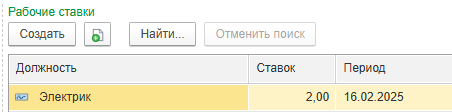 Рабочие ставки
Создать Найти... Отменить поиск
Должность Ставок Период
Электрик 2,00 16.02.2025